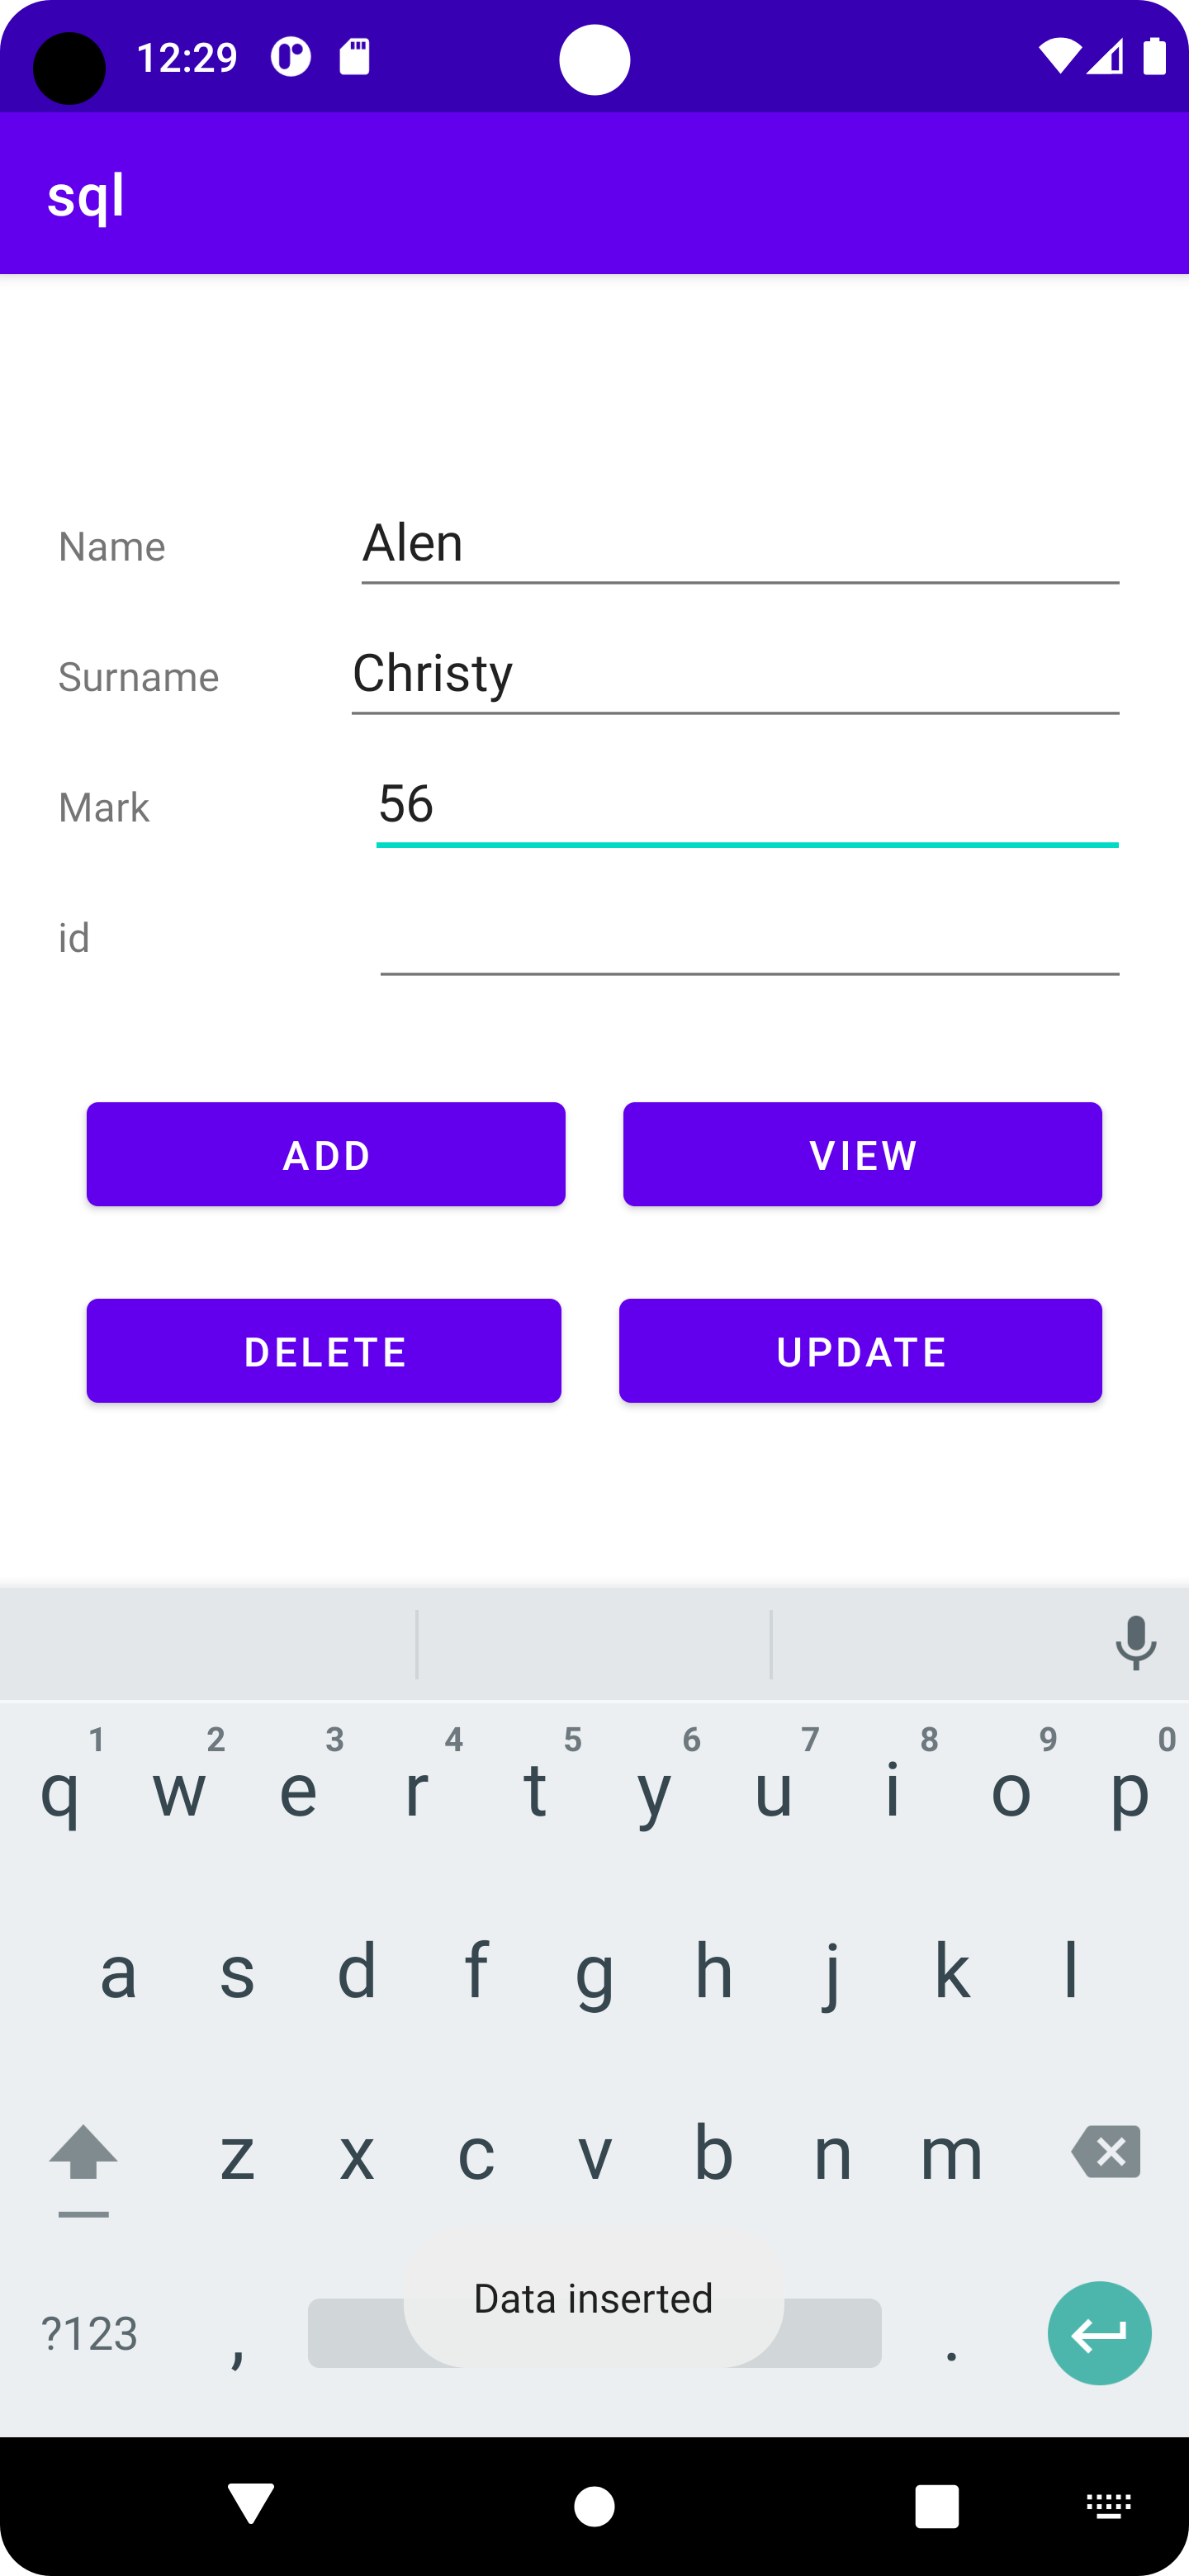 12:29
sql
Name Alen
Surname Christy
Mark 56
id
ADD VIEW
DELETE UPDATE
1 2 3 4 5 6 7 8 9 0
q w e r t y u i o p
a s d f g h j k l
z x c v b n m
Data inserted
?123 , .